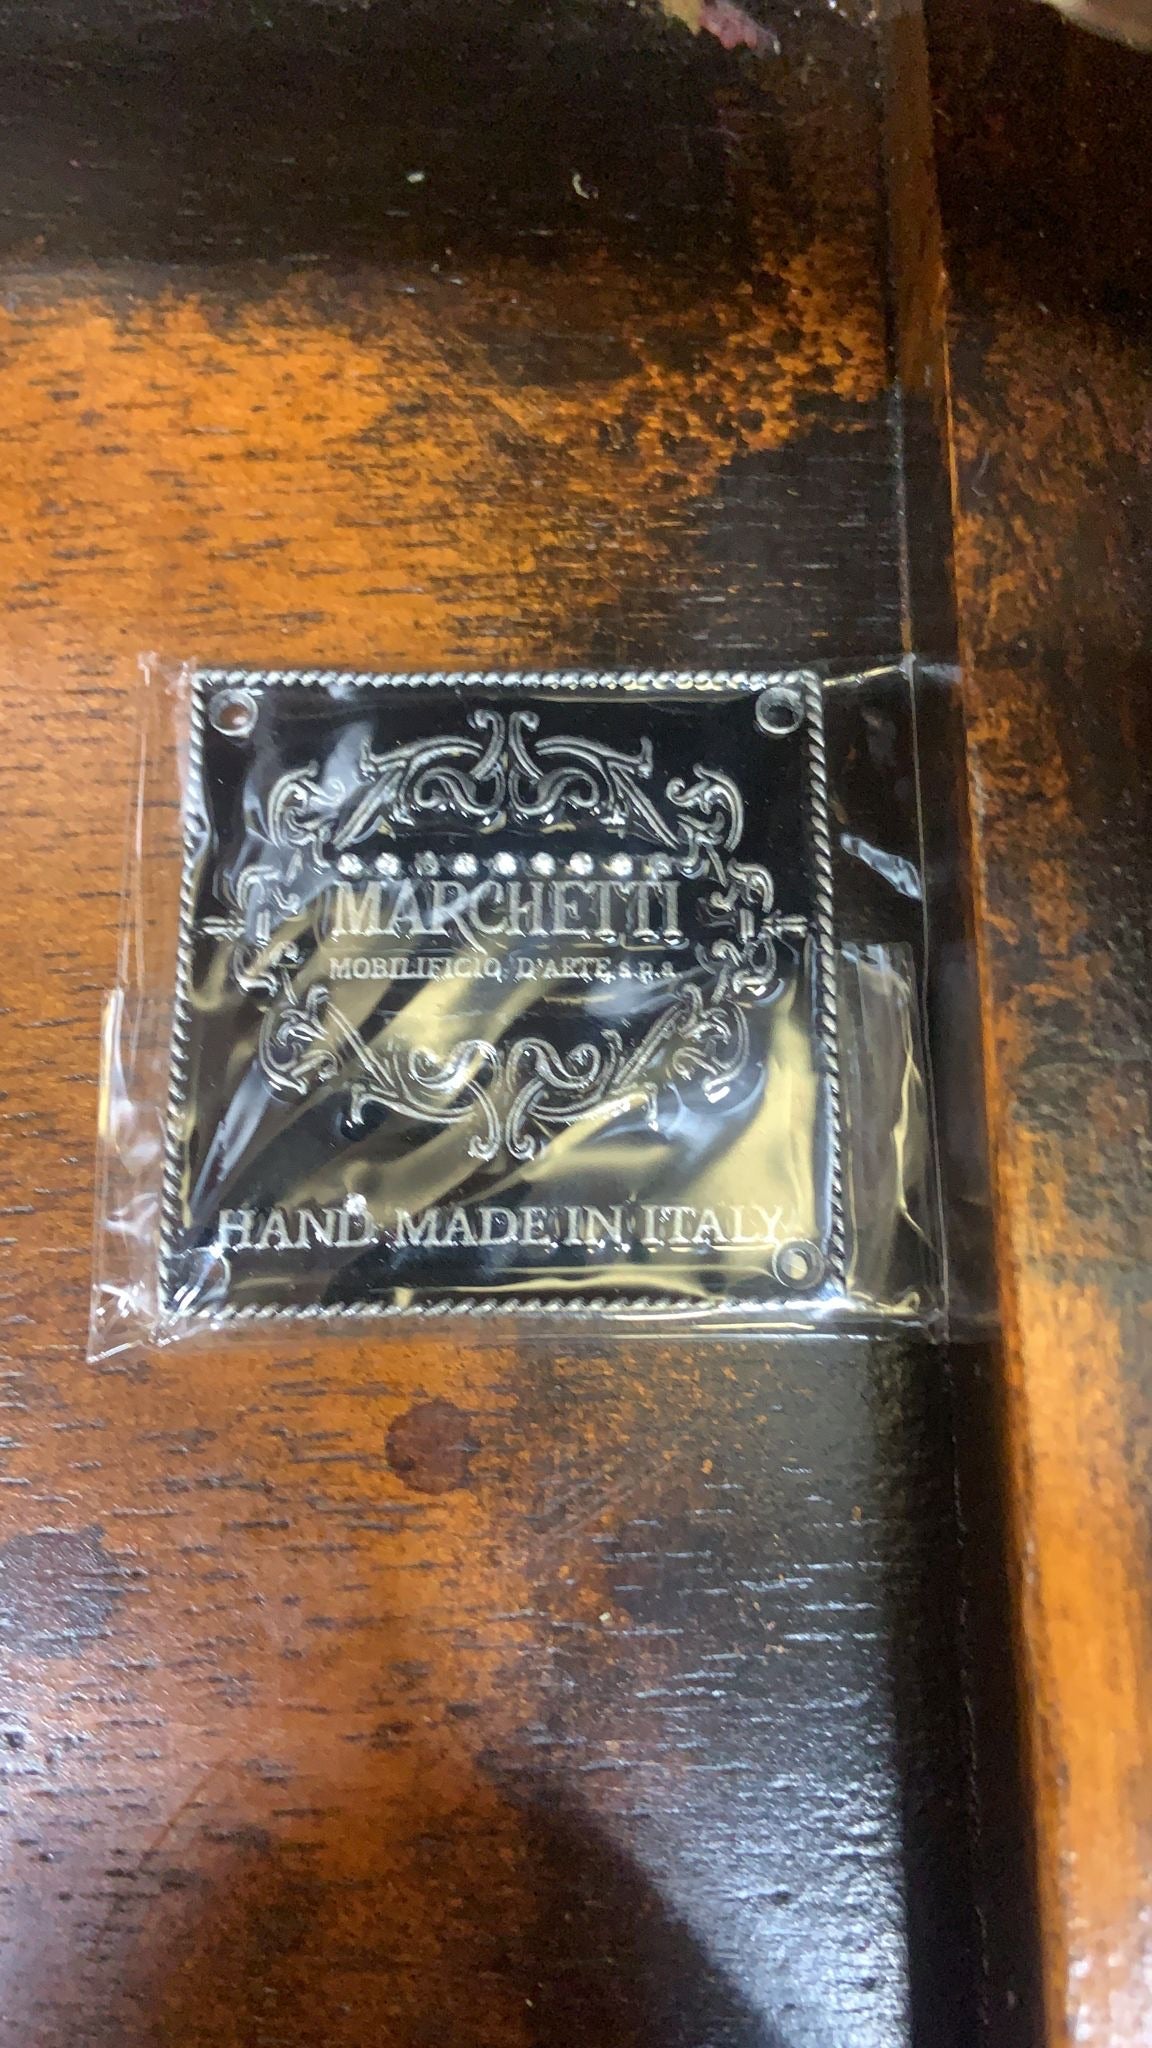 MARCHETTI
MOBILIFICIO D'ARTE s.p.a.
HAND MADE IN ITALY